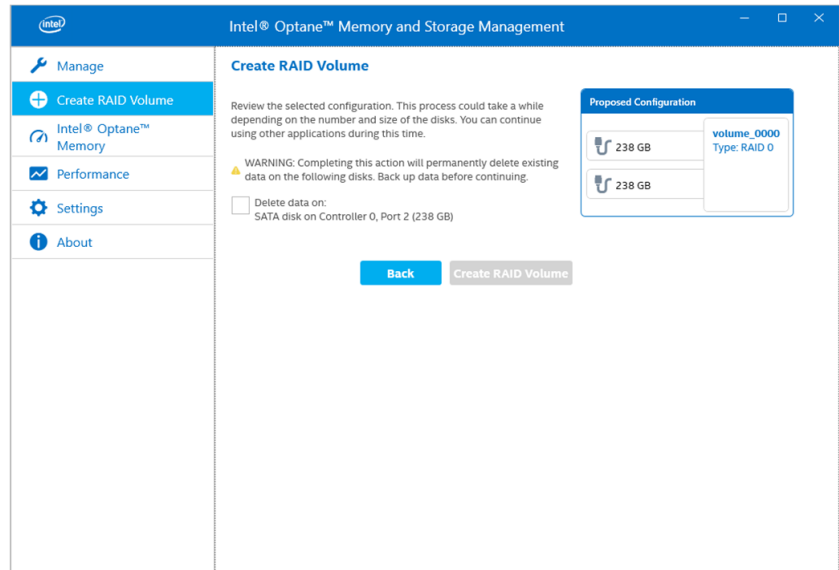 intel
Intel® Optane™ Memory and Storage Management
Manage
Create RAID Volume
Intel® Optane™
Memory
Performance
Settings
About
Create RAID Volume
Review the selected configuration. This process could take a while
depending on the number and size of the disks. You can continue
using other applications during this time.
WARNING: Completing this action will permanently delete existing
data on the following disks. Back up data before continuing.
Delete data on:
SATA disk on Controller 0, Port 2 (238 GB)
Back
Create RAID Volume
Proposed Configuration
238 GB
238 GB
volume_0000
Type: RAID 0